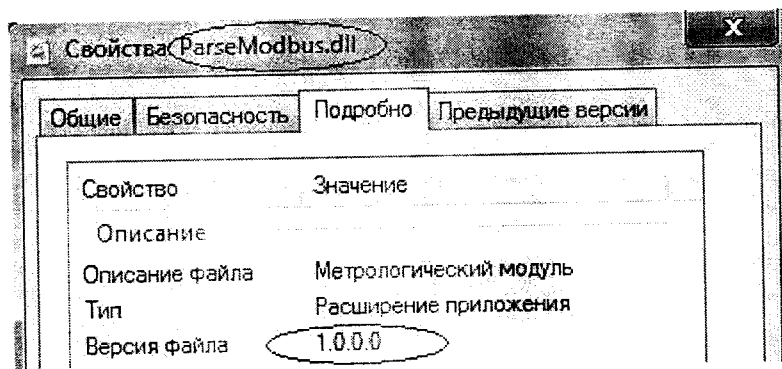 Свойства: ParseModbus.dll
X
Общие Безопасность Подробно Предыдущие версии
Свойство Значение
Описание
Описание файла Метрологический модуль
Тип Расширение приложения
Версия файла 1.0.0.0